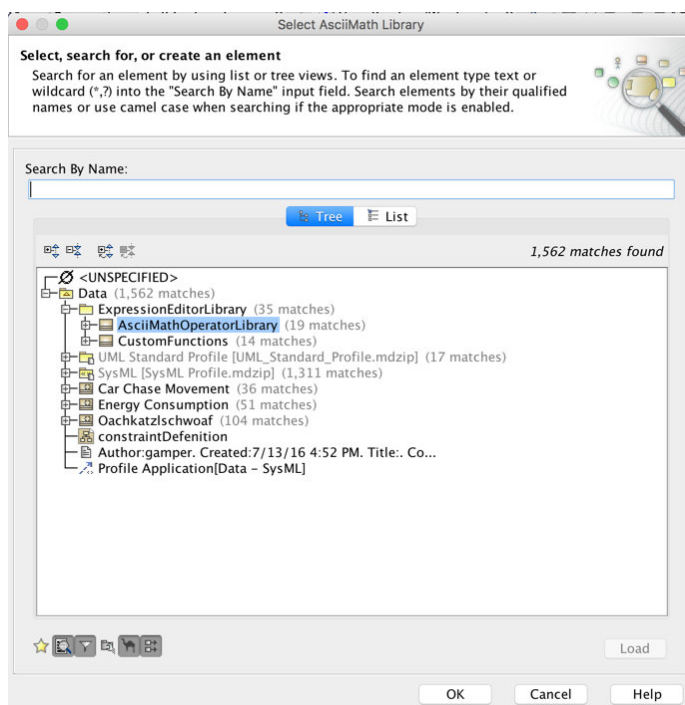 Select AsciiMath Library
Select, search for, or create an element
Search for an element by using list or tree views. To find an element type text or
wildcard (*,?) into the "Search By Name" input field. Search elements by their qualified
names or use camel case when searching if the appropriate mode is enabled.
Search By Name:
Tree List
1,562 matches found
<UNSPECIFIED>
Data (1,562 matches)
ExpressionEditorLibrary (35 matches)
AsciiMathOperatorLibrary (19 matches)
CustomFunctions (14 matches)
UML Standard Profile [UML_Standard_Profile.mdzip] (17 matches)
SysML [SysML Profile.mdzip] (1,311 matches)
Car Chase Movement (36 matches)
Energy Consumption (51 matches)
Oachkatzlschwoaf (104 matches)
constraintDefenition
Author:gamper. Created:7/13/16 4:52 PM. Title:. Co...
Profile Application[Data - SysML]
Load
OK Cancel Help